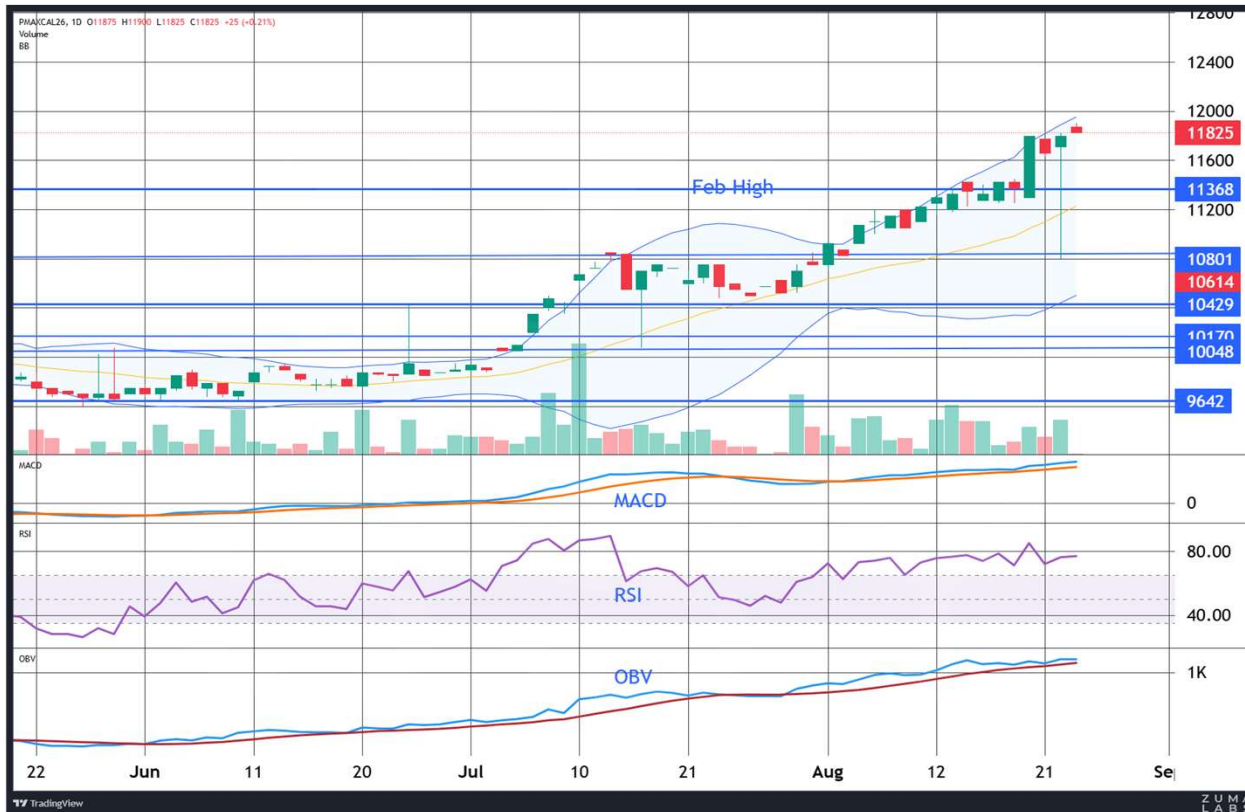 PMAXCAL26, 1D O11875 H11900 L11825 C11825 +25 (+0.21%)
Volume
BB
12800
12400
12000
11825
11600
Feb High
11368
11200
10801
10614
10429
10170
10048
9642
MACD
MACD
0
RSI
80.00
RSI
40.00
OBV
OBV
1K
22 Jun 11 20 Jul 10 21 Aug 12 21 Se
TradingView
ZUMA
LABS